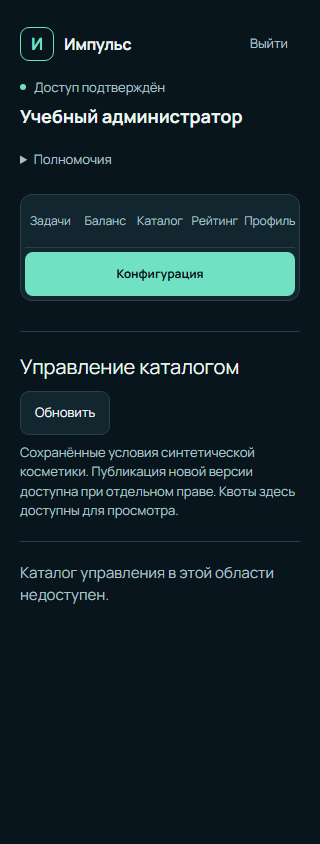 И Импульс Выйти
Доступ подтверждён
Учебный администратор
Полномочия
Задачи Баланс Каталог Рейтинг Профиль
Конфигурация
Управление каталогом
Обновить
Сохранённые условия синтетической
косметики. Публикация новой версии
доступна при отдельном праве. Квоты здесь
доступны для просмотра.
Каталог управления в этой области
недоступен.